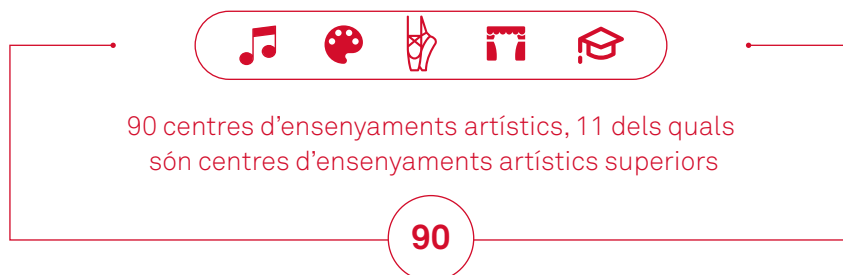 90 centres d’ensenyaments artístics, 11 dels quals
són centres d’ensenyaments artístics superiors
90